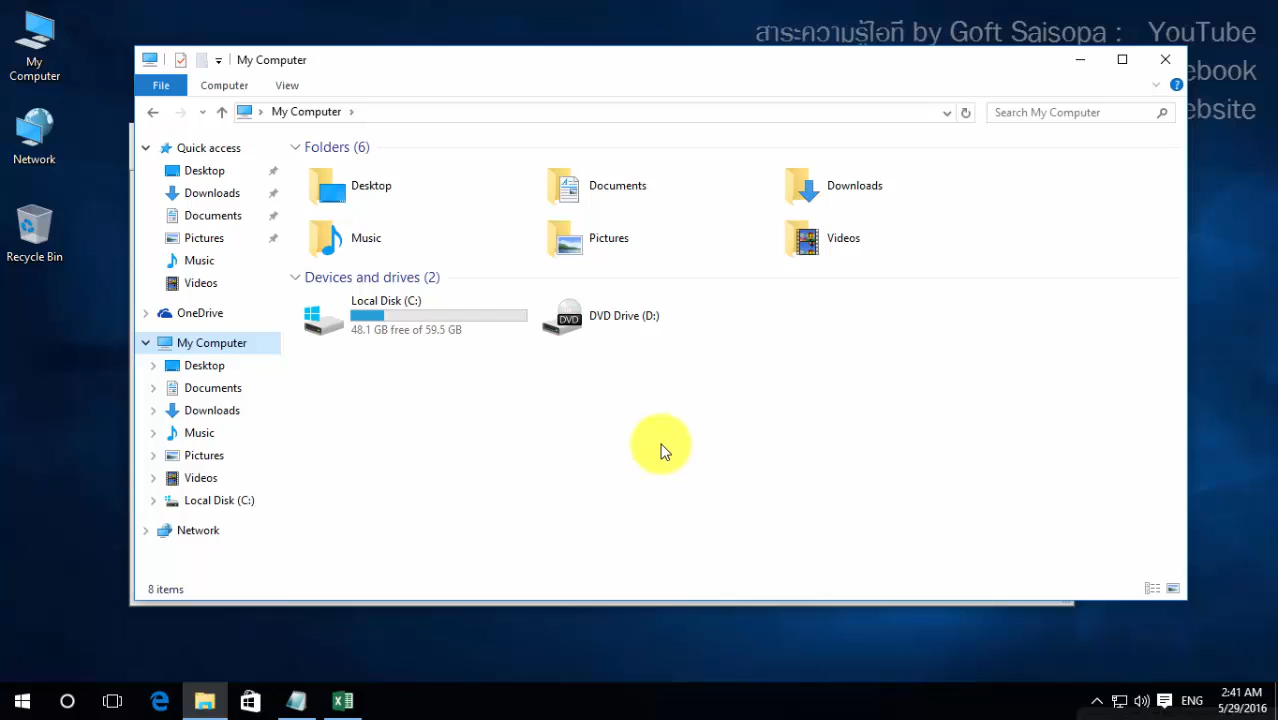 สาระความรู้ไอที by Goft Saisopa : YouTube
ebook
ebsite
My Computer
Network
Recycle Bin
My Computer
File
Computer
View
My Computer
Search My Computer
Quick access
Desktop
Downloads
Documents
Pictures
Music
Videos
OneDrive
My Computer
Desktop
Documents
Downloads
Music
Pictures
Videos
Local Disk (C:)
Network
Folders (6)
Desktop
Documents
Downloads
Music
Pictures
Videos
Devices and drives (2)
Local Disk (C:)
48.1 GB free of 59.5 GB
DVD
DVD Drive (D:)
8 items
ENG
2:41 AM
5/29/2016